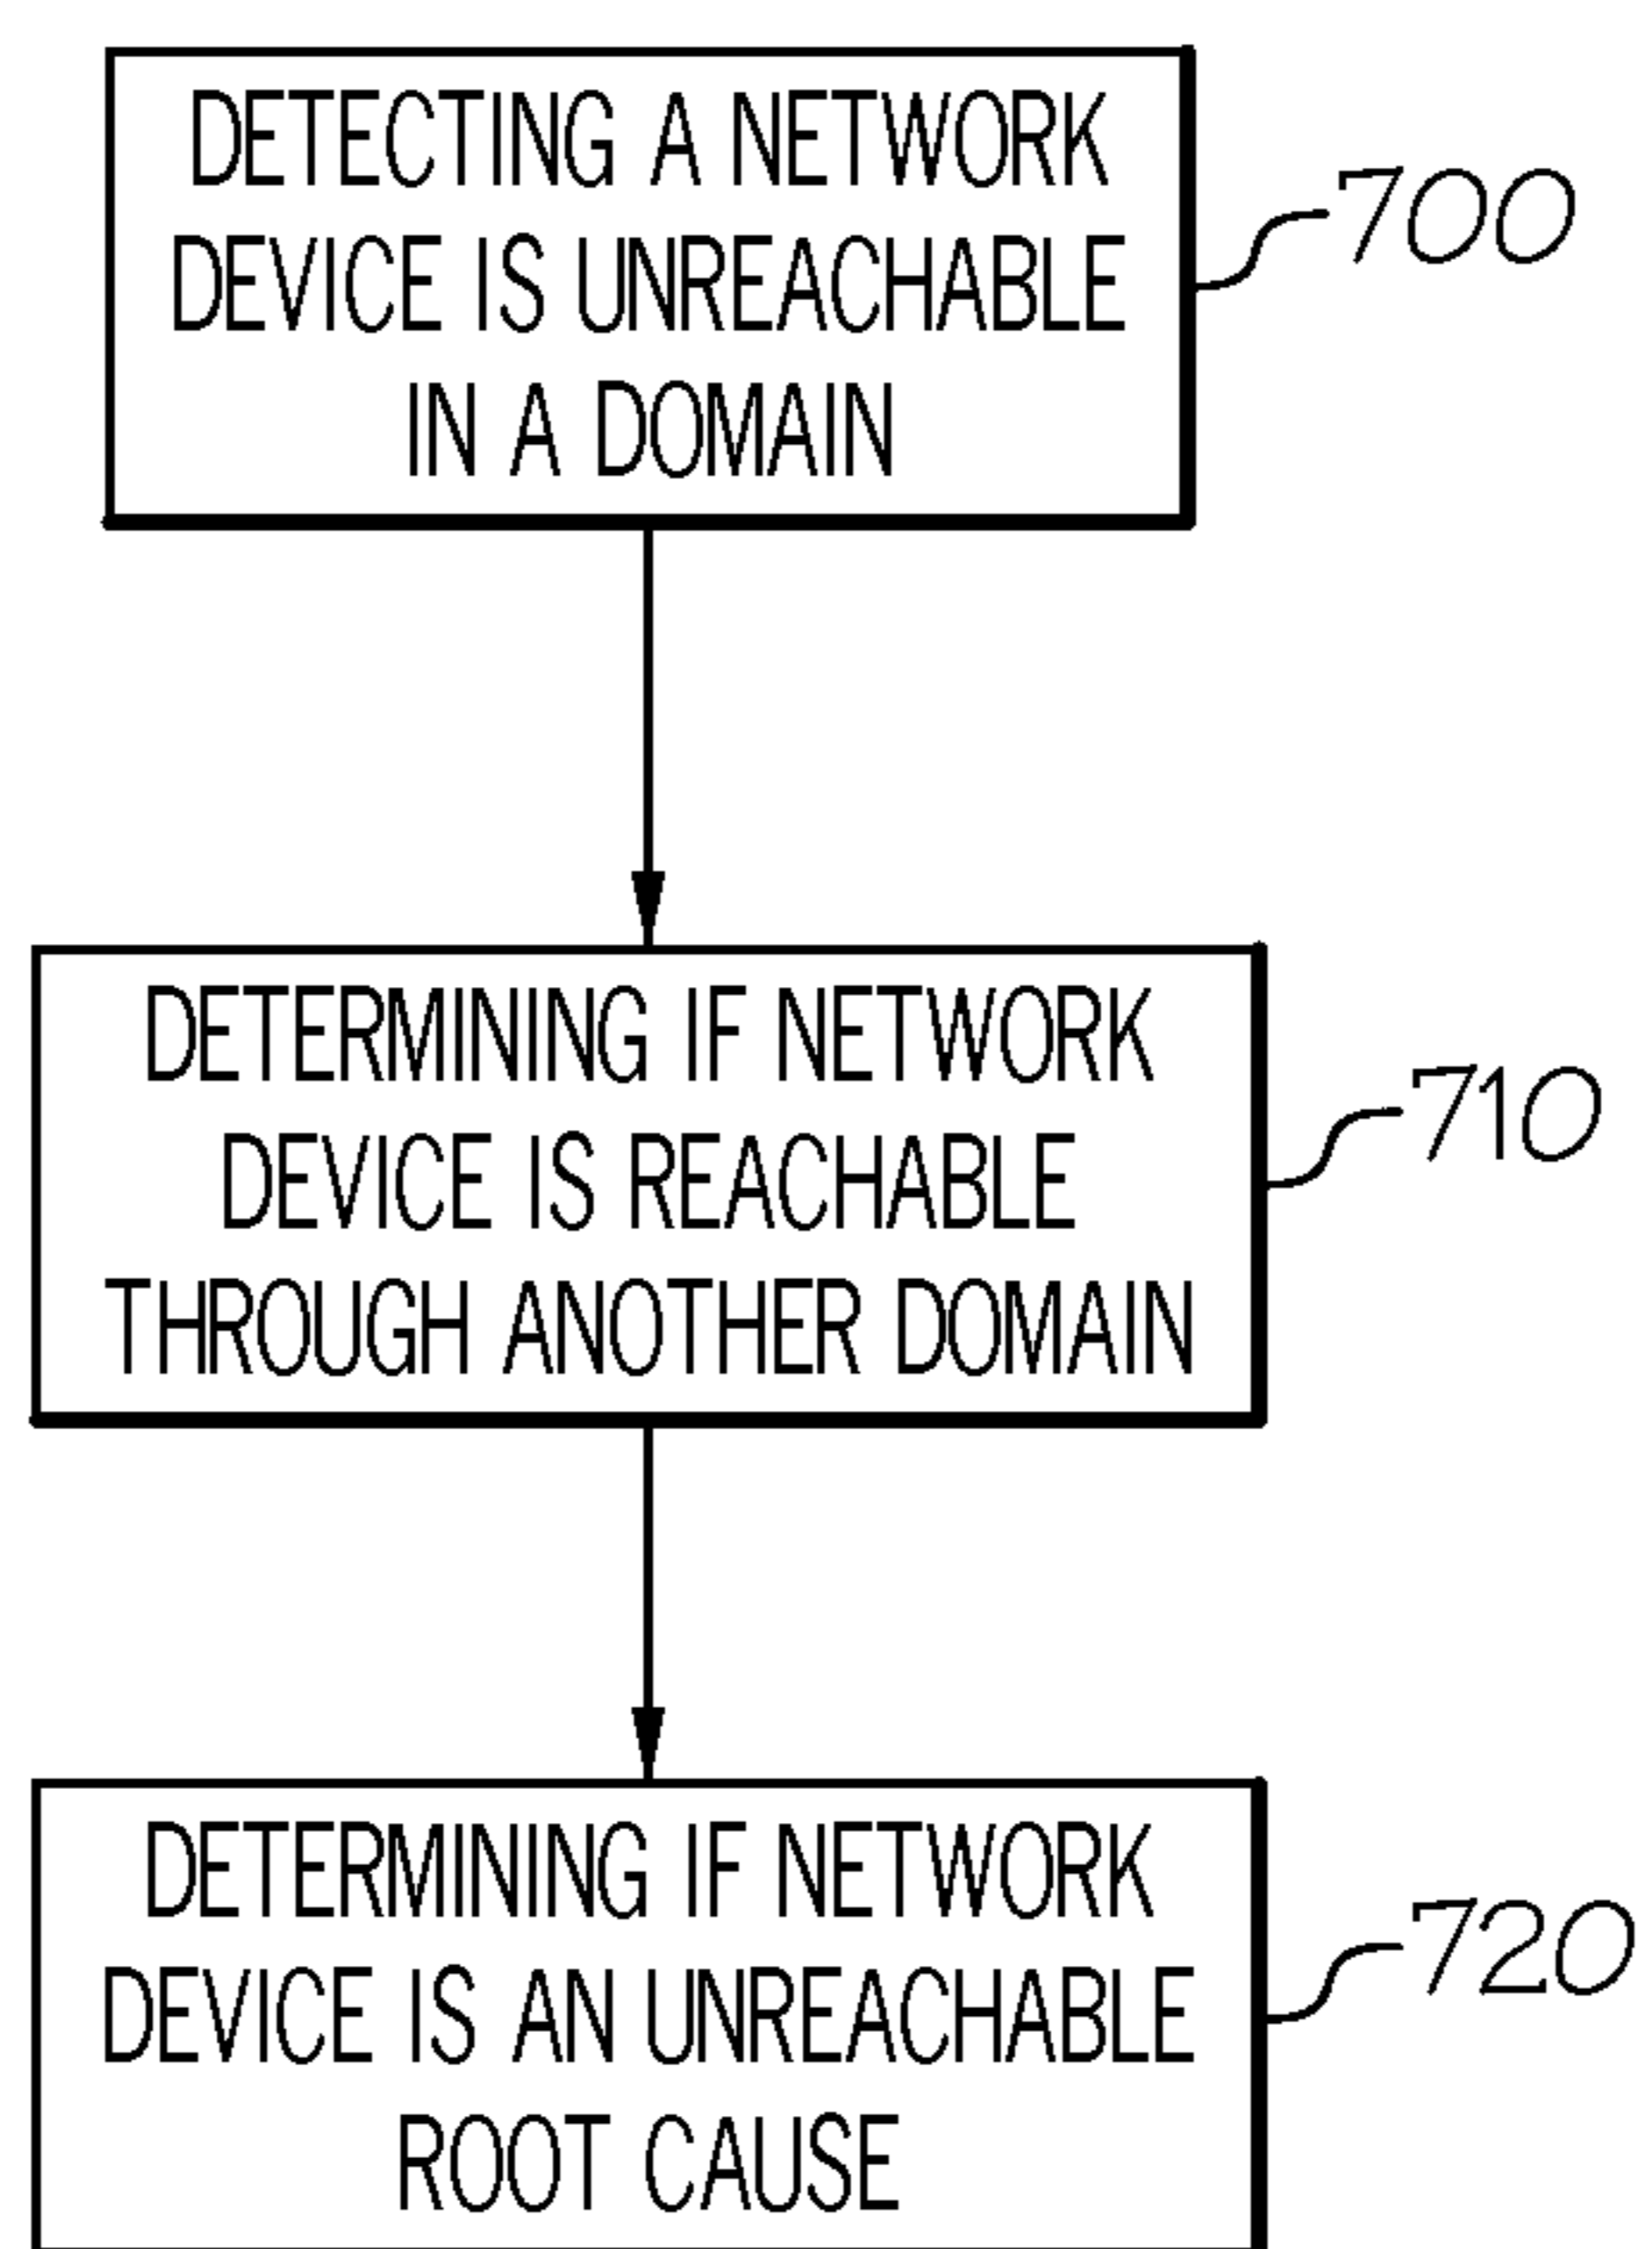 DETECTING A NETWORK
DEVICE IS UNREACHABLE
IN A DOMAIN
700
DETERMINING IF NETWORK
DEVICE IS REACHABLE
THROUGH ANOTHER DOMAIN
710
DETERMINING IF NETWORK
DEVICE IS AN UNREACHABLE
ROOT CAUSE
720